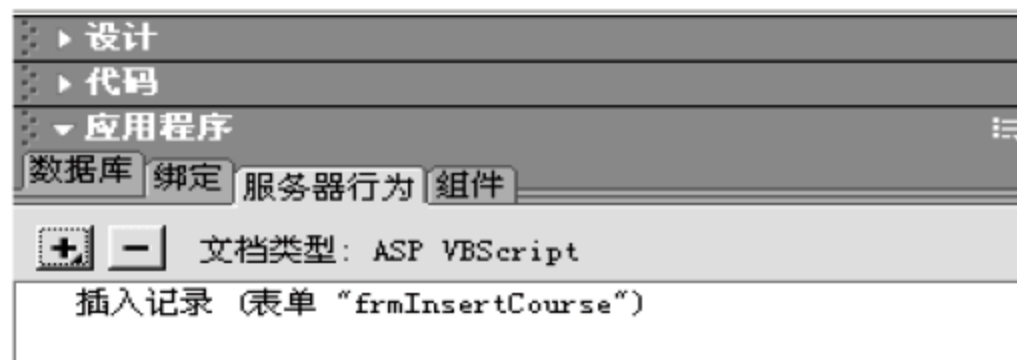 设计
代码
应用程序
数据库 绑定 服务器行为 组件
文档类型: ASP VBScript
插入记录 (表单 "frmInsertCourse")